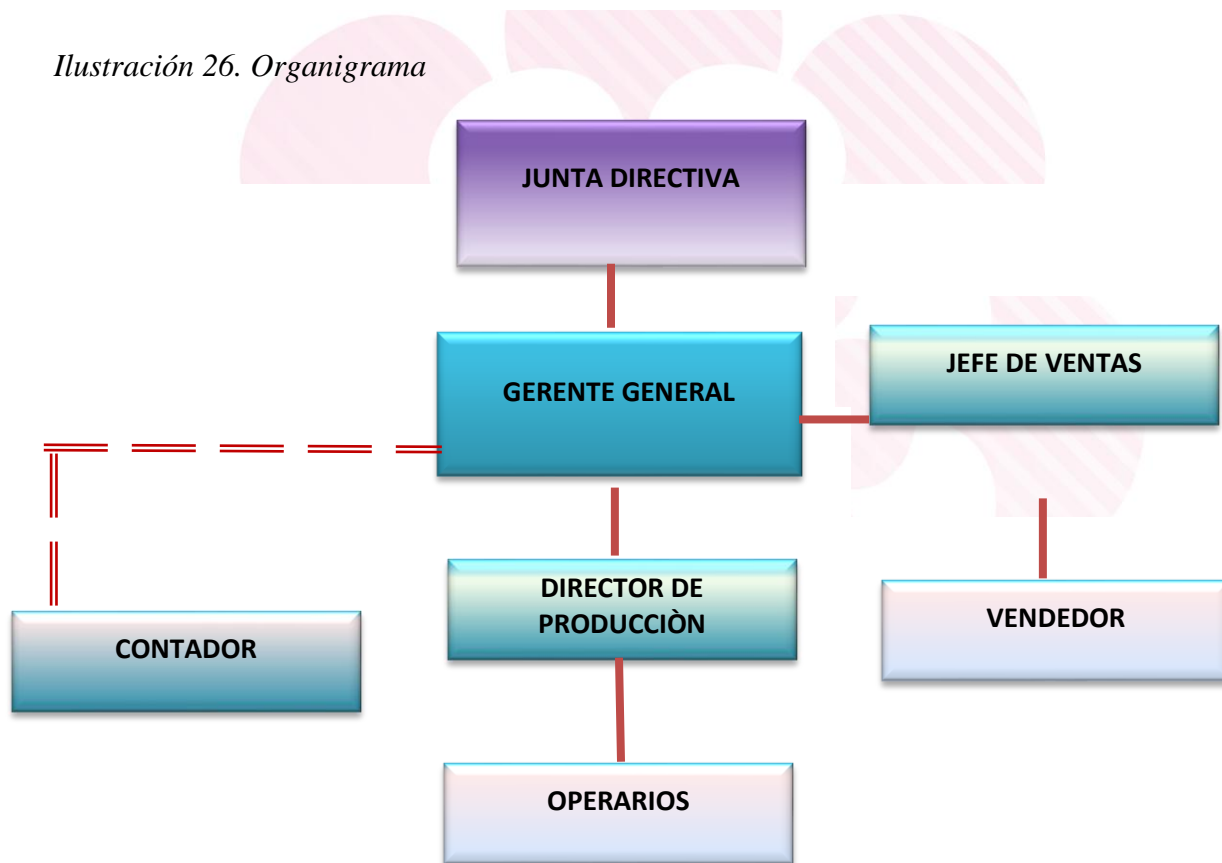 Ilustración 26. Organigrama
JUNTA DIRECTIVA
GERENTE GENERAL
JEFE DE VENTAS
DIRECTOR DE
PRODUCCIÒN
VENDEDOR
CONTADOR
OPERARIOS